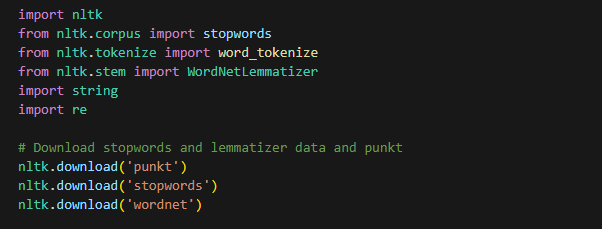 import nltk
from nltk.corpus import stopwords
from nltk.tokenize import word_tokenize
from nltk.stem import WordNetLemmatizer
import string
import re
# Download stopwords and lemmatizer data and punkt
nltk.download('punkt')
nltk.download('stopwords')
nltk.download('wordnet')